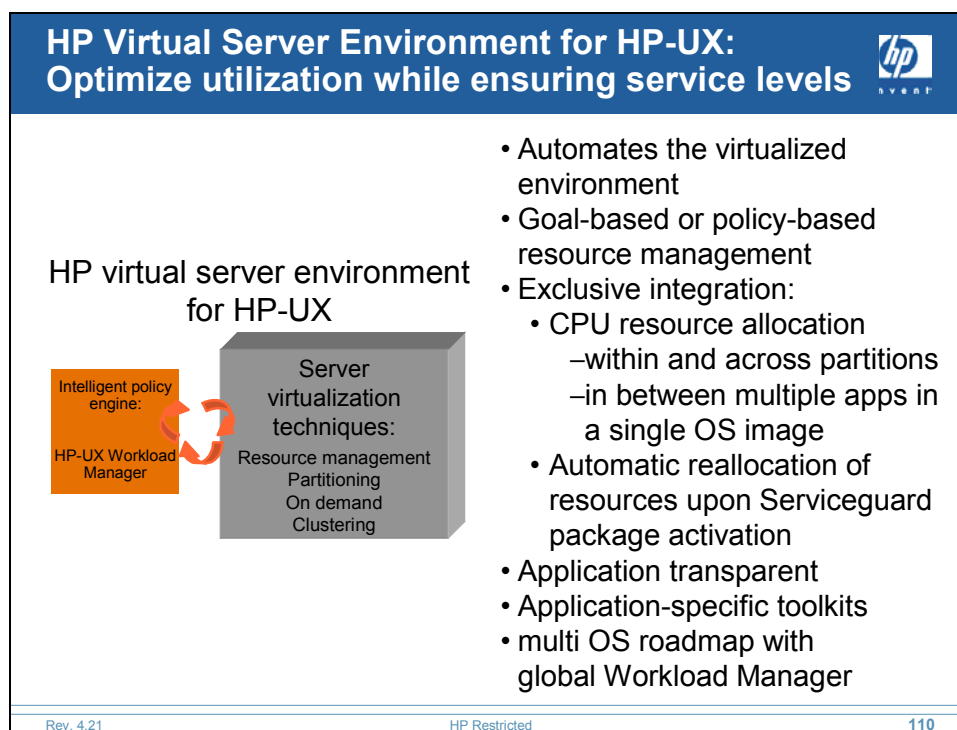 HP Virtual Server Environment for HP-UX:
Optimize utilization while ensuring service levels
hp
invent
HP virtual server environment
for HP-UX
Intelligent policy
engine:
HP-UX Workload
Manager
Server
virtualization
techniques:
Resource management
Partitioning
On demand
Clustering
• Automates the virtualized
environment
• Goal-based or policy-based
resource management
• Exclusive integration:
• CPU resource allocation
–within and across partitions
–in between multiple apps in
a single OS image
• Automatic reallocation of
resources upon Serviceguard
package activation
• Application transparent
• Application-specific toolkits
• multi OS roadmap with
global Workload Manager
Rev. 4.21
HP Restricted
110